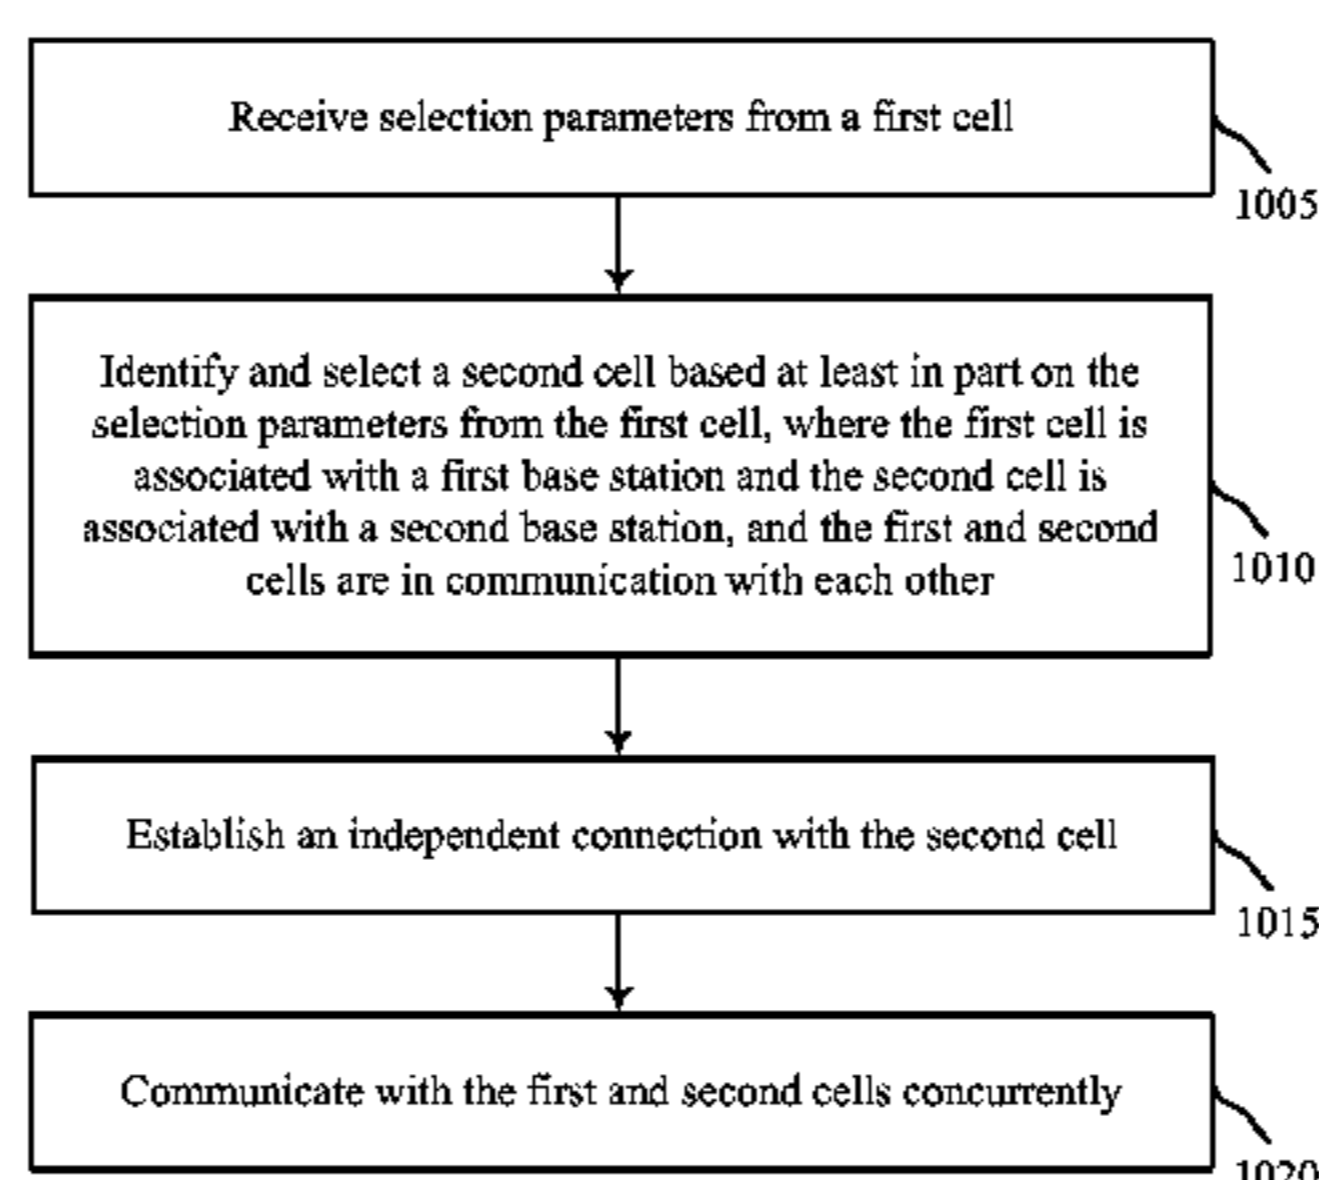 Receive selection parameters from a first cell
1005
Identify and select a second cell based at least in part on the
selection parameters from the first cell, where the first cell is
associated with a first base station and the second cell is
associated with a second base station, and the first and second
cells are in communication with each other
1010
Establish an independent connection with the second cell
1015
Communicate with the first and second cells concurrently
1020